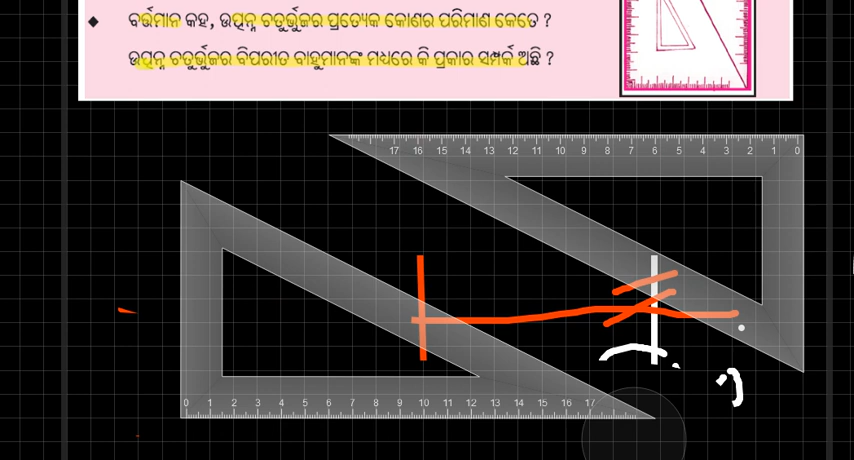 ◆ ବର୍ତ୍ତମାନ କହ, ଉତ୍ପନ୍ନ ଚତୁର୍ଭୁଜର ପ୍ରତ୍ୟେକ କୋଣର ପରିମାଣ କେତେ ?
ଉତ୍ପନ୍ନ ଚତୁର୍ଭୁଜର ବିପରୀତ ବାହୁମାନଙ୍କ ମଧ୍ୟରେ କି ପ୍ରକାର ସମ୍ପର୍କ ଅଛି ?
17 16 15 14 13 12 11 10 9 8 7 6 5 4 3 2 1 0
0 1 2 3 4 5 6 7 8 9 10 11 12 13 14 15 16 17